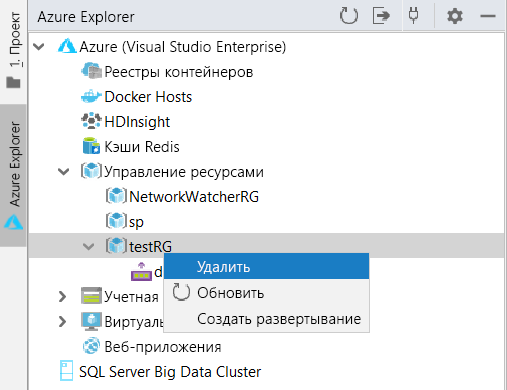 Azure Explorer
1. Проект
Azure Explorer
Azure (Visual Studio Enterprise)
Реестры контейнеров
Docker Hosts
HDInsight
Кэши Redis
Управление ресурсами
NetworkWatcherRG
sp
testRG
d
Удалить
Обновить
Создать развертывание
Учетная
Виртуаль
Веб-приложения
SQL Server Big Data Cluster